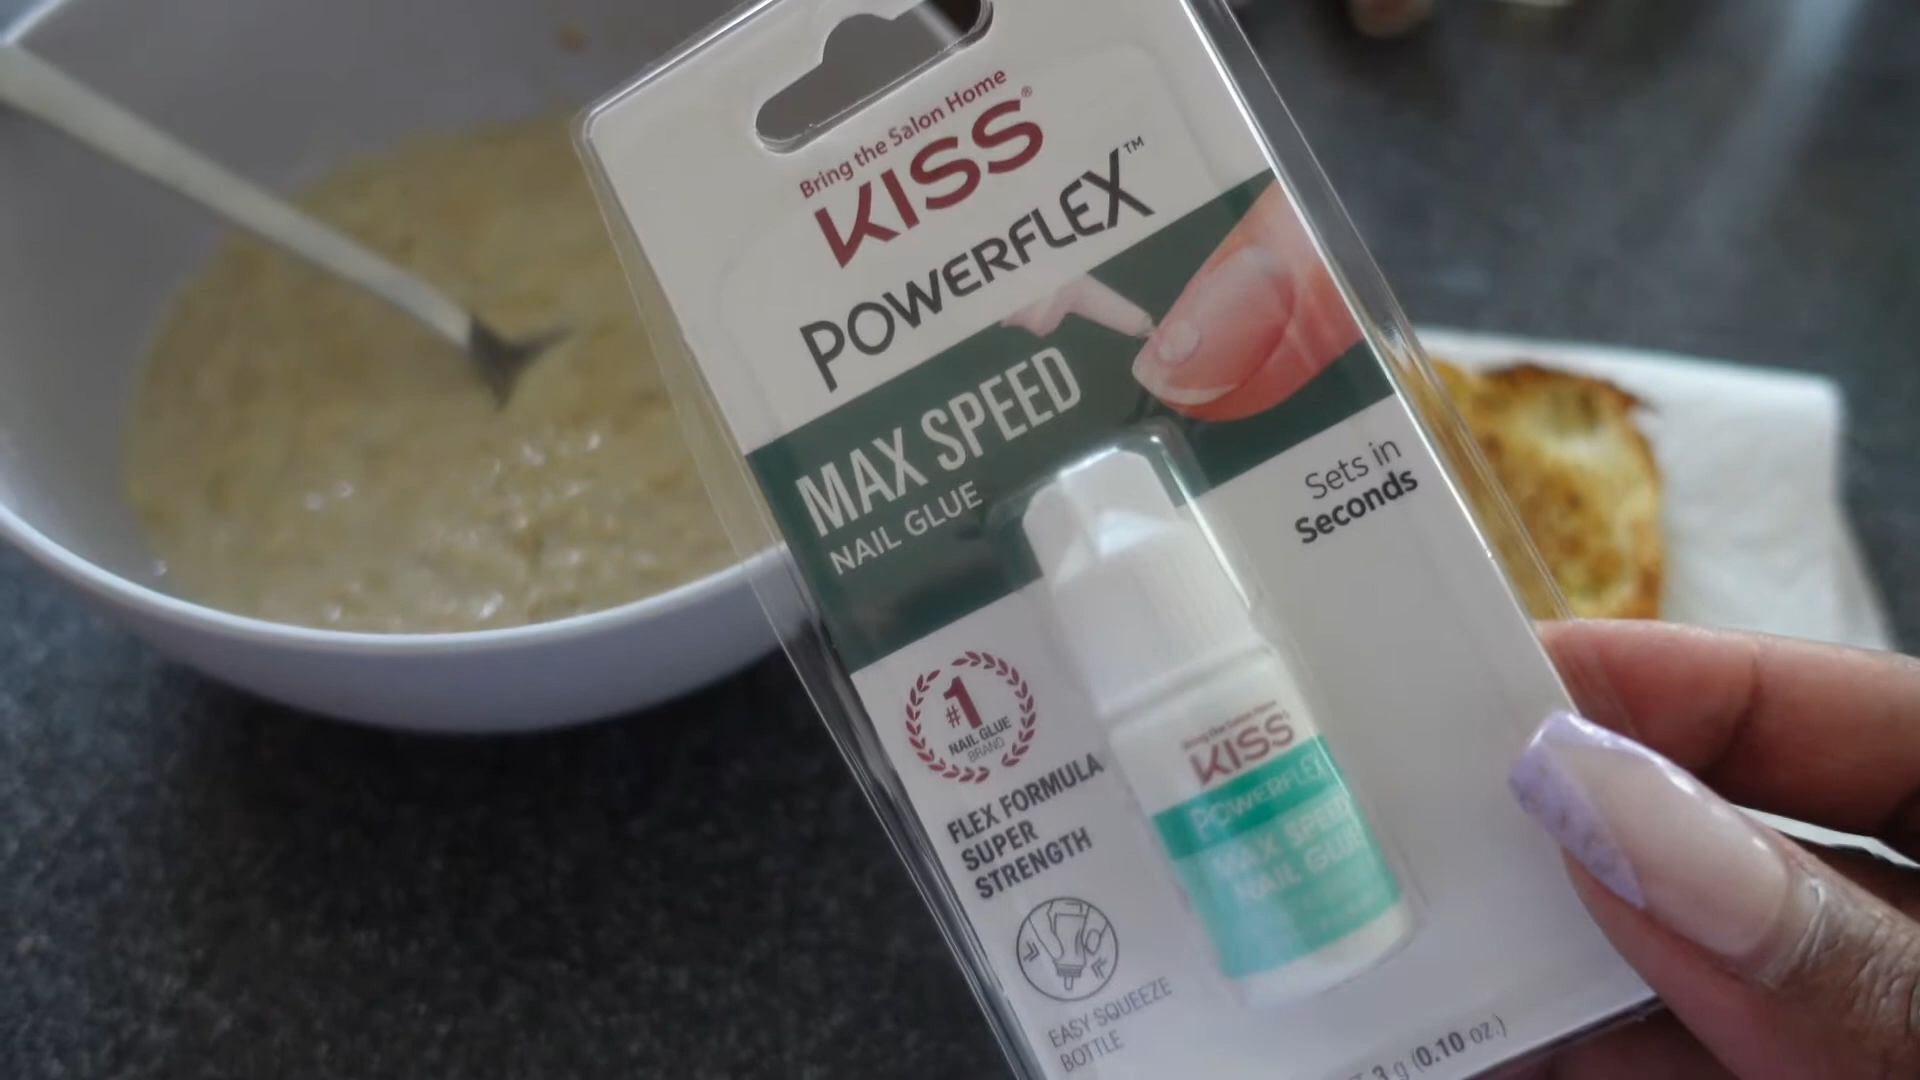 Bring the Salon Home
KISS®
POWERFLEX™
MAX SPEED
NAIL GLUE
Sets in
Seconds
#1
NAIL GLUE
BRAND
FLEX FORMULA
SUPER
STRENGTH
EASY SQUEEZE
BOTTLE
Bring the Salon Home
KISS
POWERFLEX
MAX SPEED
NAIL GLUE
3 g (0.10 oz.)